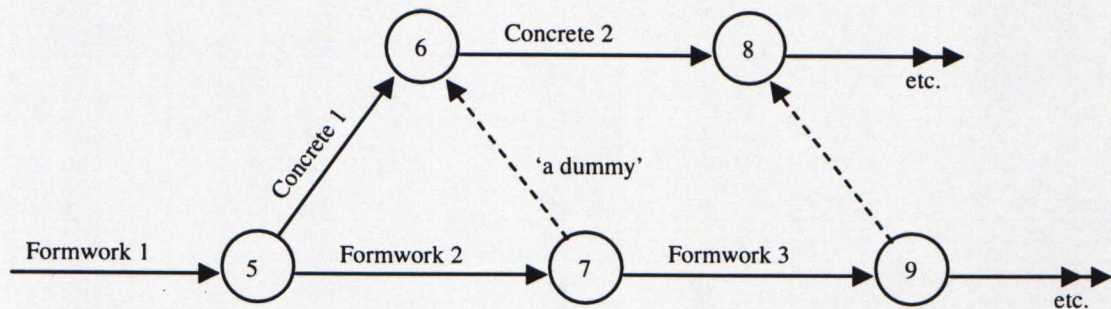 6
Concrete 2
8
etc.
Concrete 1
'a dummy'
Formwork 1
5
Formwork 2
7
Formwork 3
9
etc.